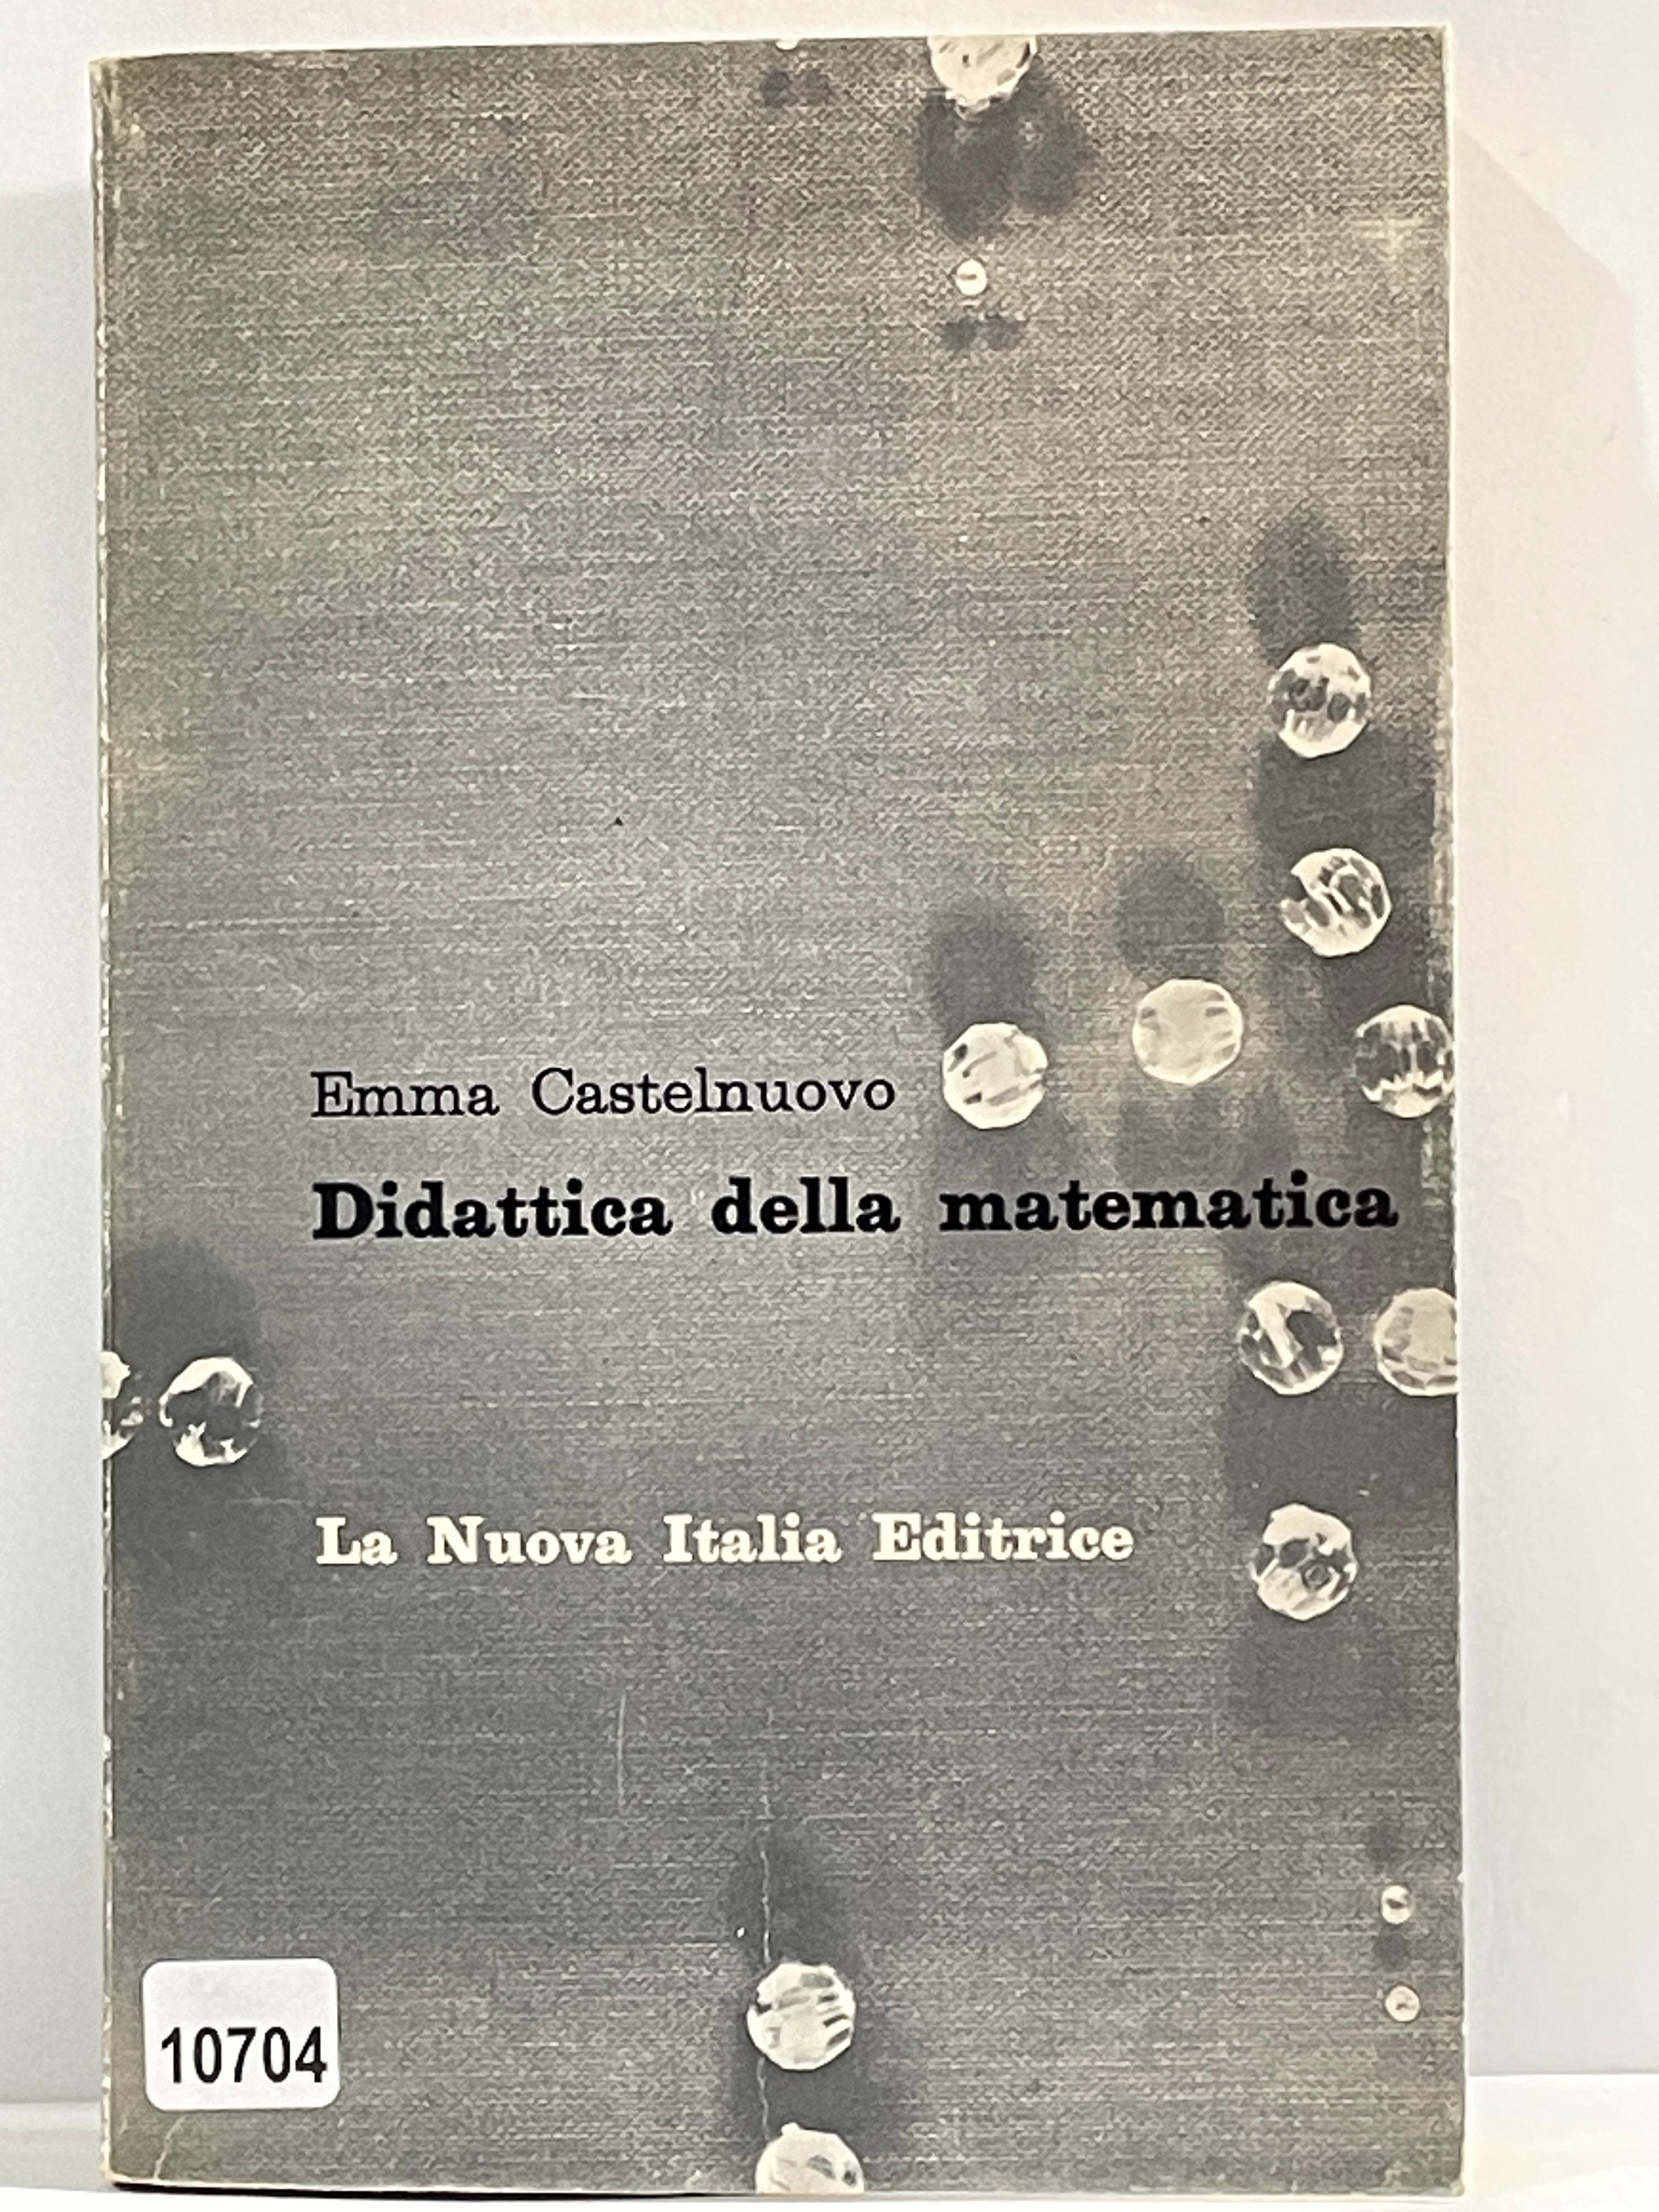 Emma Castelnuovo
Didattica della matematica
La Nuova Italia Editrice
10704